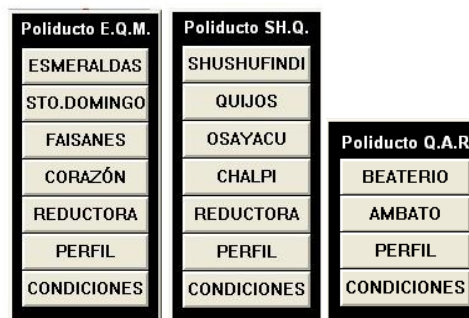 Poliducto E.Q.M.
ESMERALDAS
STO.DOMINGO
FAISANES
CORAZÓN
REDUCTORA
PERFIL
CONDICIONES
Poliducto SH.Q.
SHUSHUFINDI
QUIJOS
OSAYACU
CHALPI
REDUCTORA
PERFIL
CONDICIONES
Poliducto Q.A.R
BEATERIO
AMBATO
PERFIL
CONDICIONES